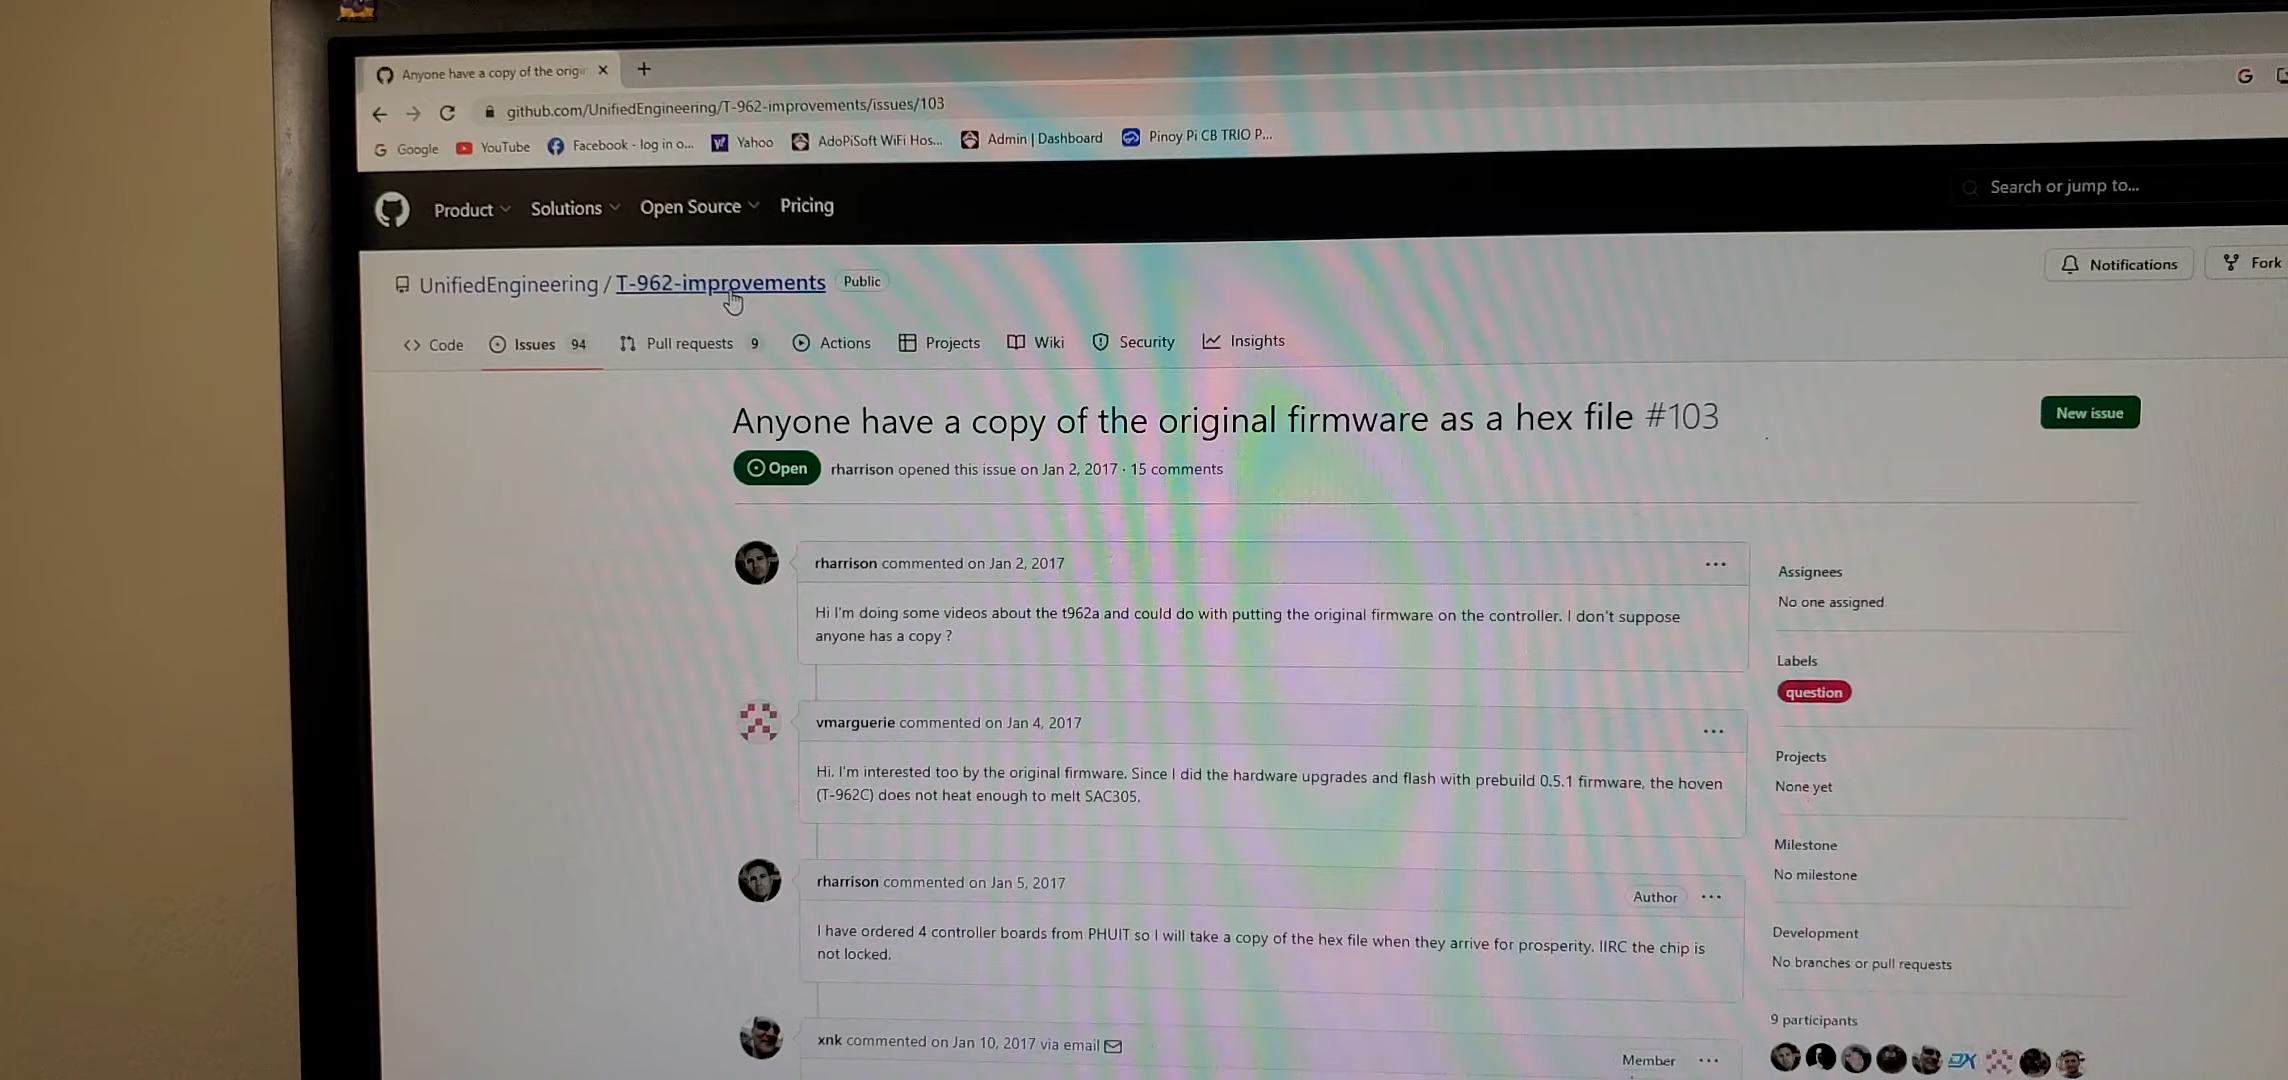 Anyone have a copy of the origin
github.com/UnifiedEngineering/T-962-improvements/issues/103
Google YouTube Facebook - log in o... Yahoo AdoPiSoft WiFi Hos... Admin | Dashboard Pinoy Pi CB TRIO P...
Product Solutions Open Source Pricing Search or jump to...
UnifiedEngineering / T-962-improvements Public Notifications Fork
Code Issues 94 Pull requests 9 Actions Projects Wiki Security Insights
Anyone have a copy of the original firmware as a hex file #103 New issue
Open rharrison opened this issue on Jan 2, 2017 · 15 comments
rharrison commented on Jan 2, 2017
Hi I'm doing some videos about the t962a and could do with putting the original firmware on the controller. I don't suppose
anyone has a copy ?
vmarguerie commented on Jan 4, 2017
Hi. I'm interested too by the original firmware. Since I did the hardware upgrades and flash with prebuild 0.5.1 firmware, the hoven
(T-962C) does not heat enough to melt SAC305.
rharrison commented on Jan 5, 2017 Author
I have ordered 4 controller boards from PHUIT so I will take a copy of the hex file when they arrive for prosperity. IIRC the chip is
not locked.
xnk commented on Jan 10, 2017 via email Member
Assignees
No one assigned
Labels
question
Projects
None yet
Milestone
No milestone
Development
No branches or pull requests
9 participants
DX